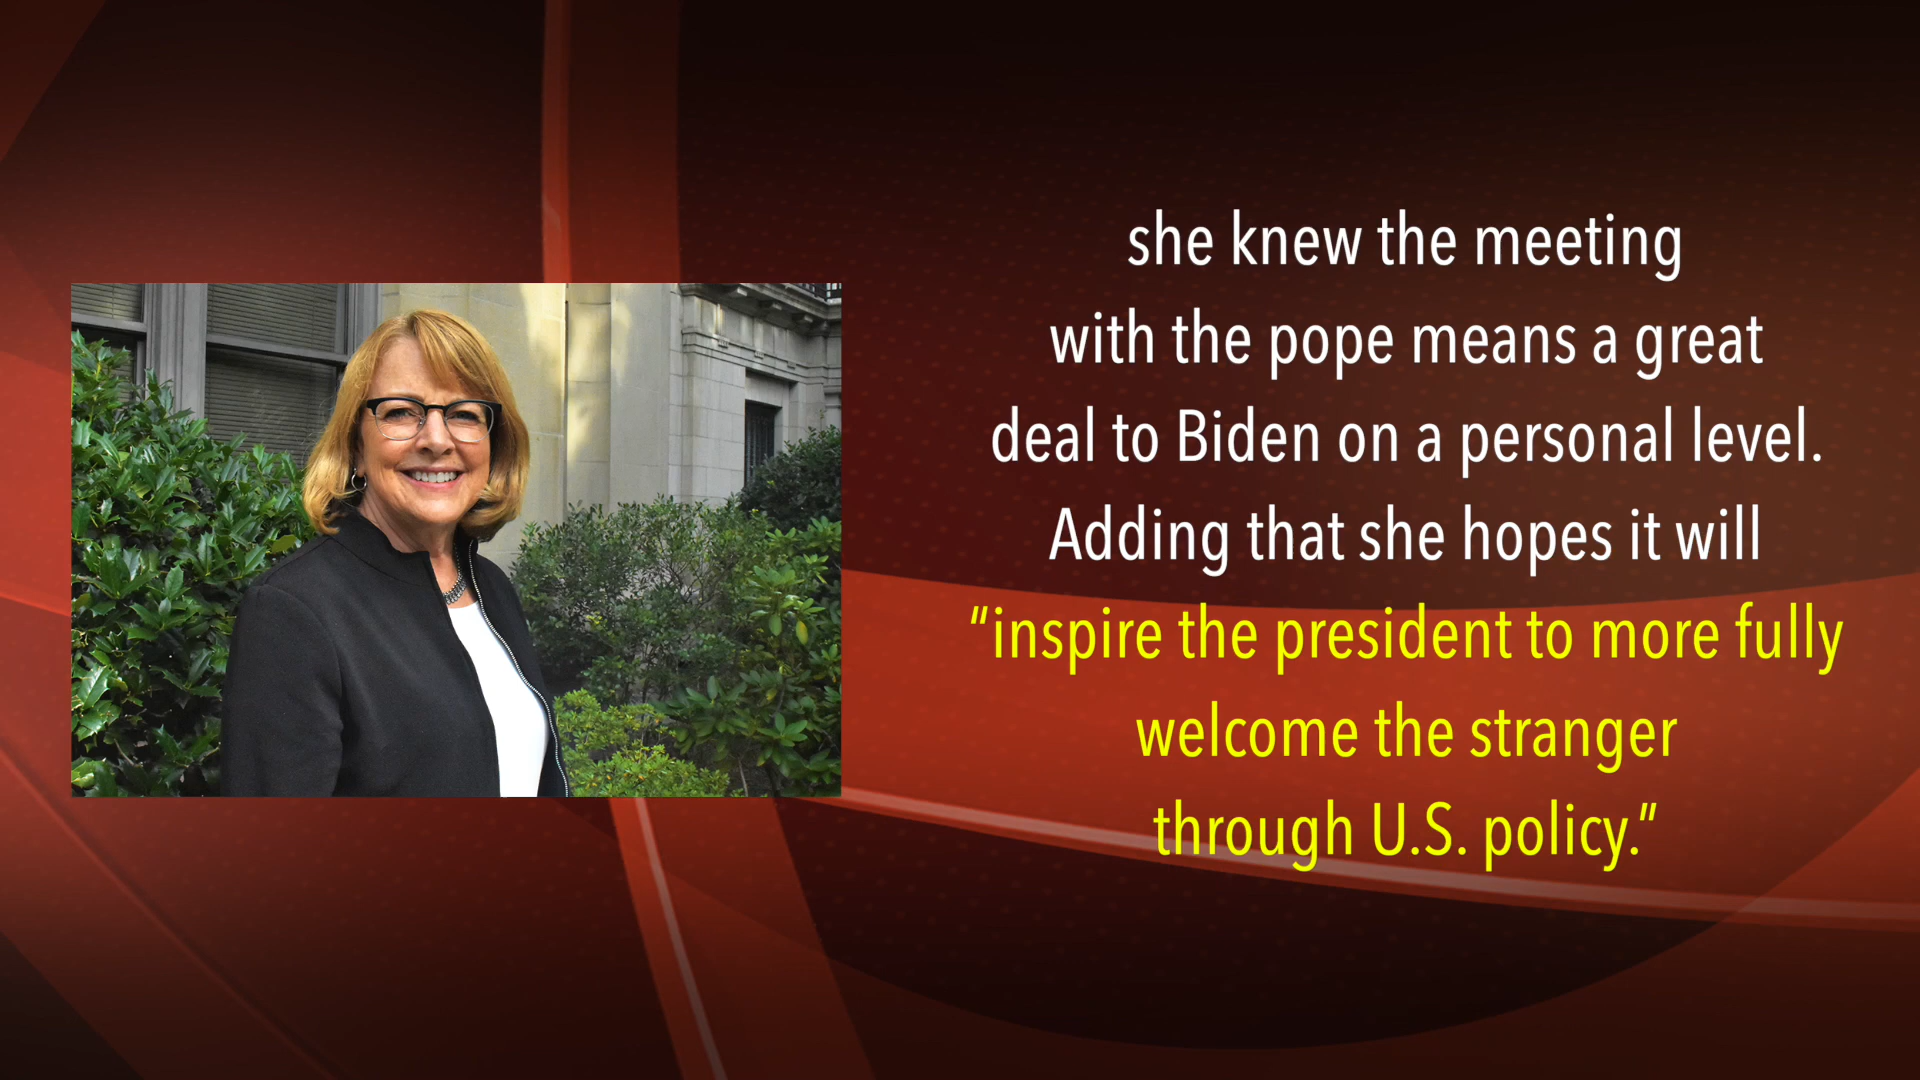 she knew the meeting
with the pope means a great
deal to Biden on a personal level.
Adding that she hopes it will
“inspire the president to more fully
welcome the stranger
through U.S. policy.”